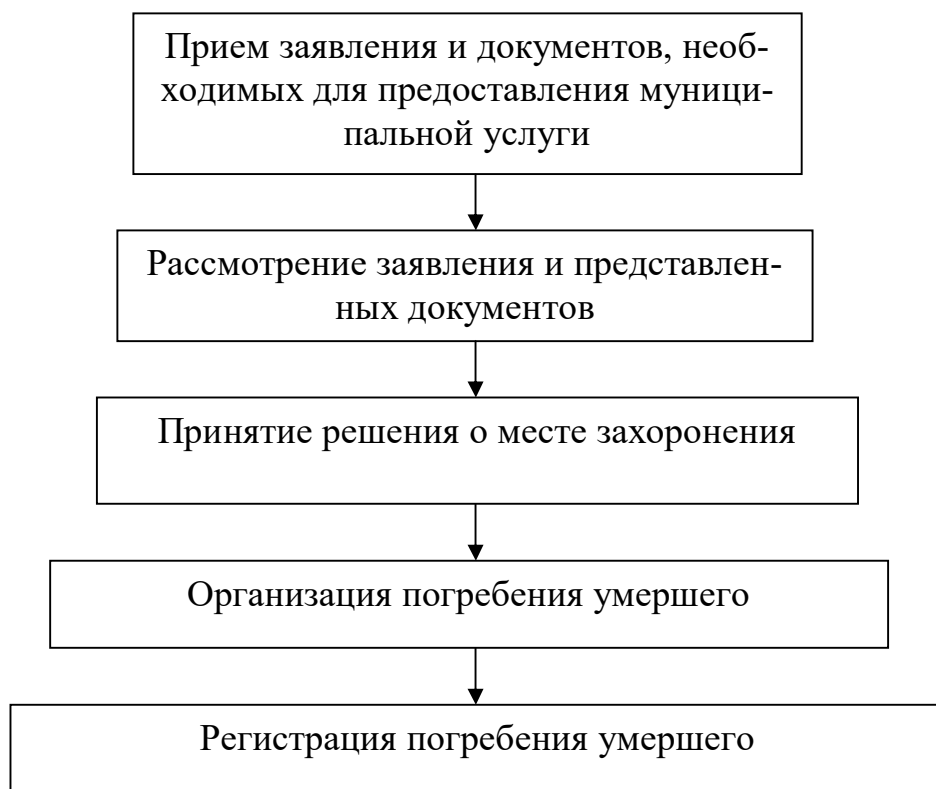 Прием заявления и документов, необ-
ходимых для предоставления муници-
пальной услуги
Рассмотрение заявления и представлен-
ных документов
Принятие решения о месте захоронения
Организация погребения умершего
Регистрация погребения умершего